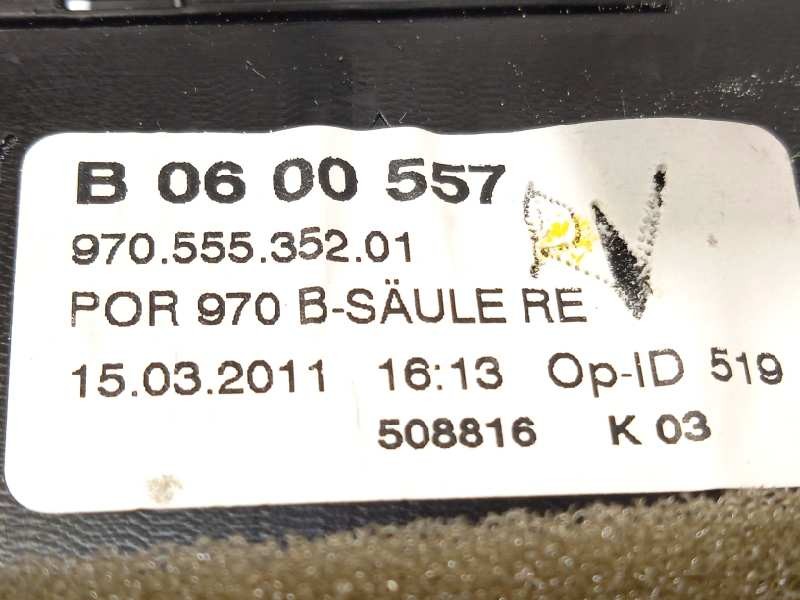 B 06 00 557
970.555.352.01
POR 970 B-SÄULE RE
15.03.2011 16:13 Op-ID 519
508816 K 03